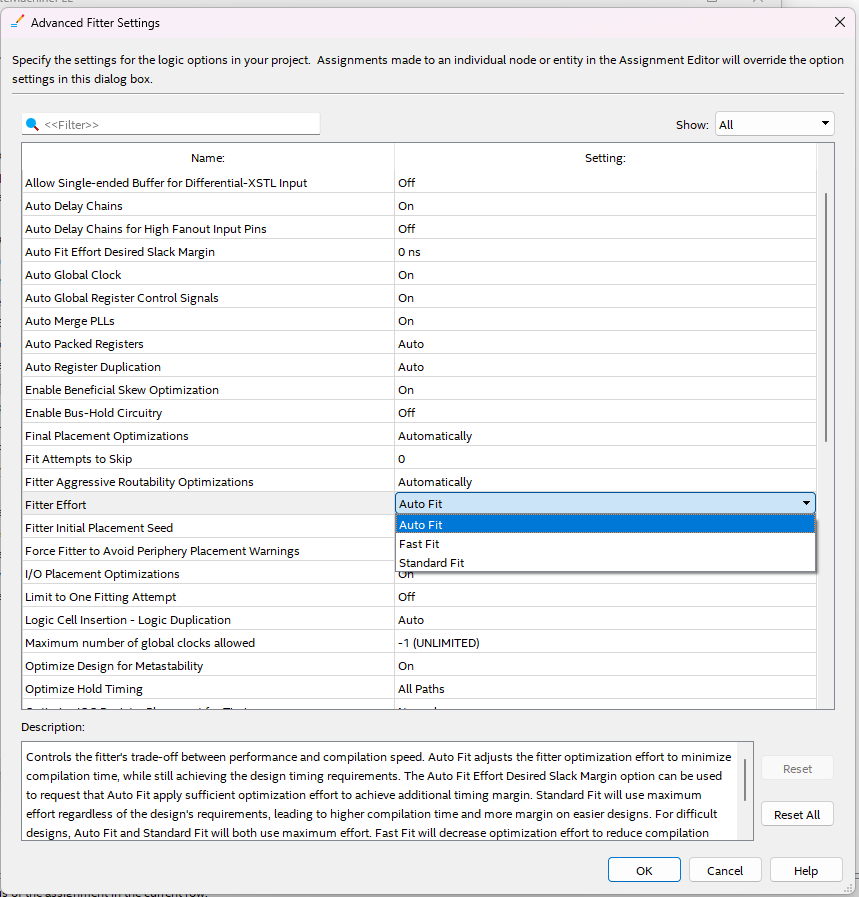 Advanced Fitter Settings
Specify the settings for the logic options in your project.  Assignments made to an individual node or entity in the Assignment Editor will override the option
settings in this dialog box.
<<Filter>>
Show: All
Name: Setting:
Allow Single-ended Buffer for Differential-XSTL Input Off
Auto Delay Chains On
Auto Delay Chains for High Fanout Input Pins Off
Auto Fit Effort Desired Slack Margin 0 ns
Auto Global Clock On
Auto Global Register Control Signals On
Auto Merge PLLs On
Auto Packed Registers Auto
Auto Register Duplication Auto
Enable Beneficial Skew Optimization On
Enable Bus-Hold Circuitry Off
Final Placement Optimizations Automatically
Fit Attempts to Skip 0
Fitter Aggressive Routability Optimizations Automatically
Fitter Effort Auto Fit
Auto Fit
Fitter Initial Placement Seed
Fast Fit
Force Fitter to Avoid Periphery Placement Warnings
Standard Fit
I/O Placement Optimizations On
Limit to One Fitting Attempt Off
Logic Cell Insertion - Logic Duplication Auto
Maximum number of global clocks allowed -1 (UNLIMITED)
Optimize Design for Metastability On
Optimize Hold Timing All Paths
Description:
Controls the fitter's trade-off between performance and compilation speed. Auto Fit adjusts the fitter optimization effort to minimize
compilation time, while still achieving the design timing requirements. The Auto Fit Effort Desired Slack Margin option can be used
to request that Auto Fit apply sufficient optimization effort to achieve additional timing margin. Standard Fit will use maximum
effort regardless of the design's requirements, leading to higher compilation time and more margin on easier designs. For difficult
designs, Auto Fit and Standard Fit will both use maximum effort. Fast Fit will decrease optimization effort to reduce compilation
Reset
Reset All
OK Cancel Help
of the assignment in the current row.